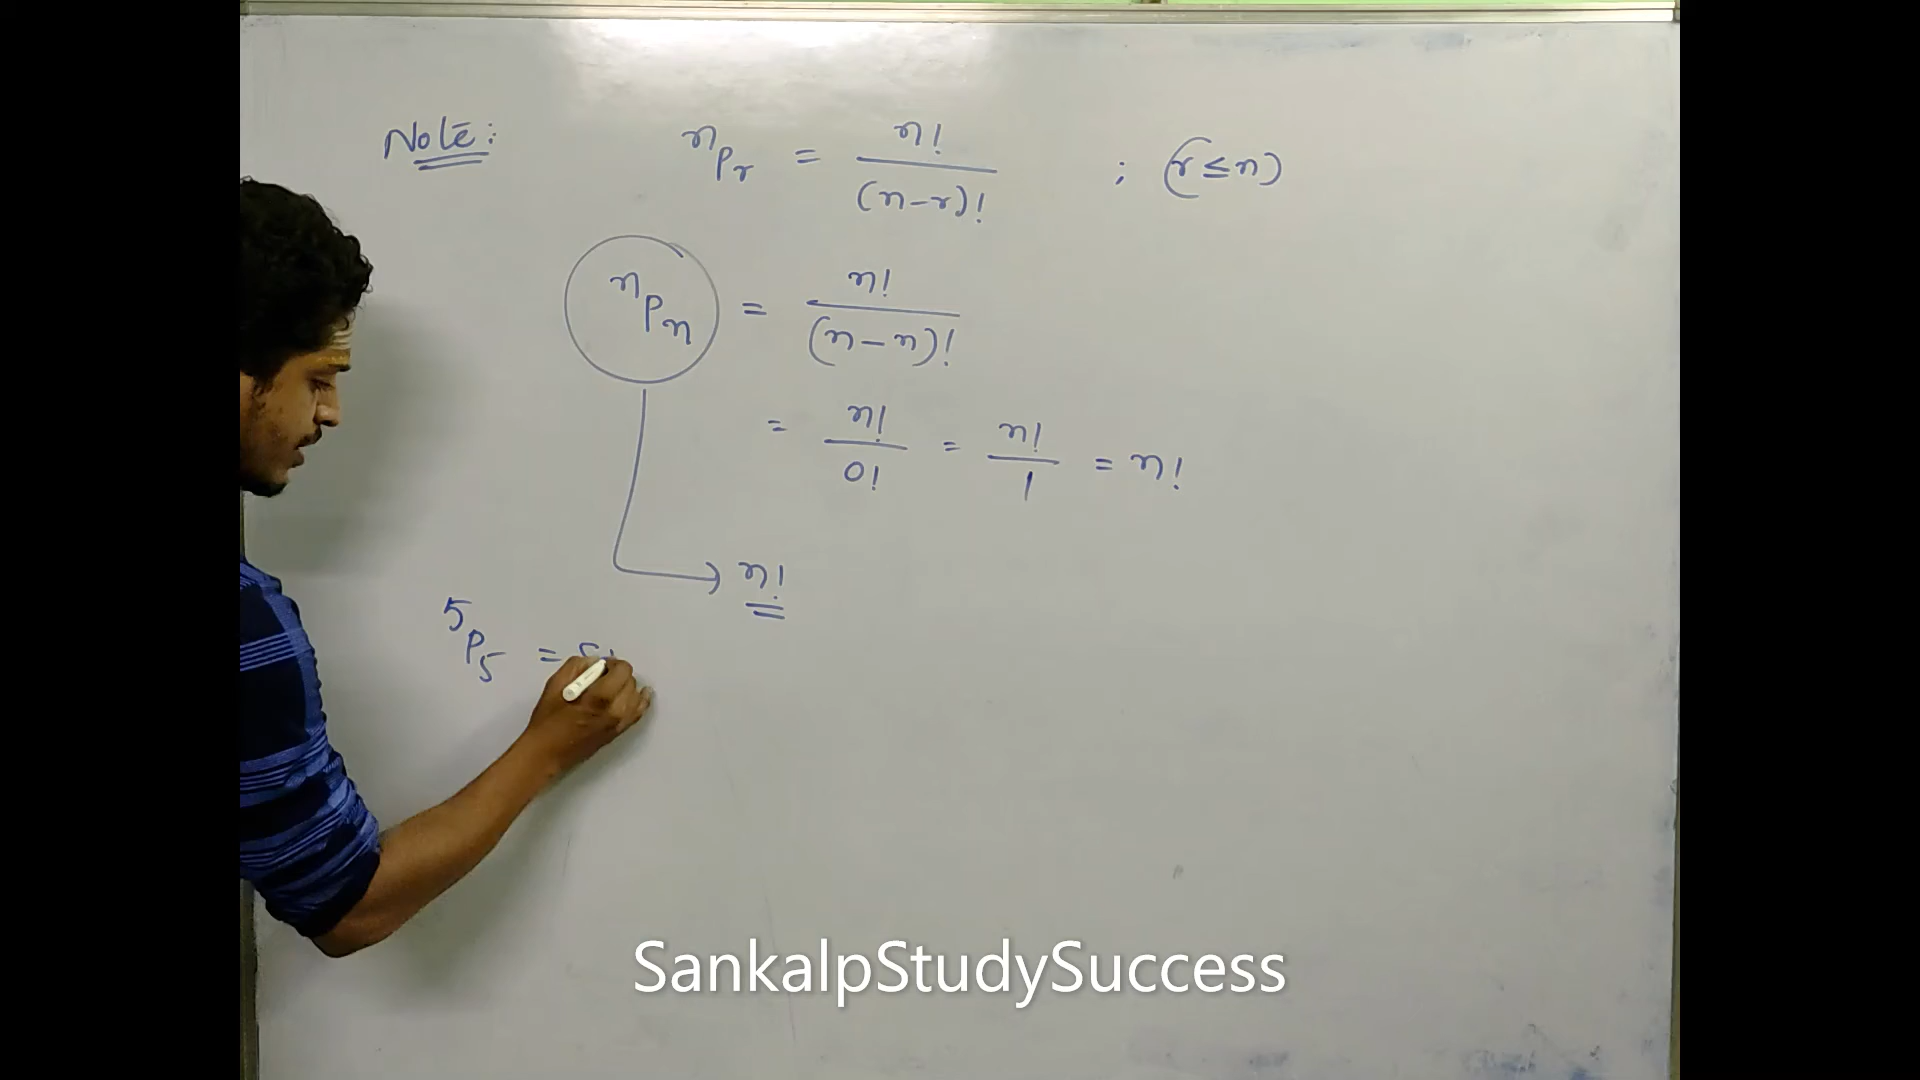 Note: nPr = n!/(n-r)! ; (r≤n)
nPn = n!/(n-n)!
= n!/0! = n!/1 = n!
n!
5P5 =
SankalpStudySuccess